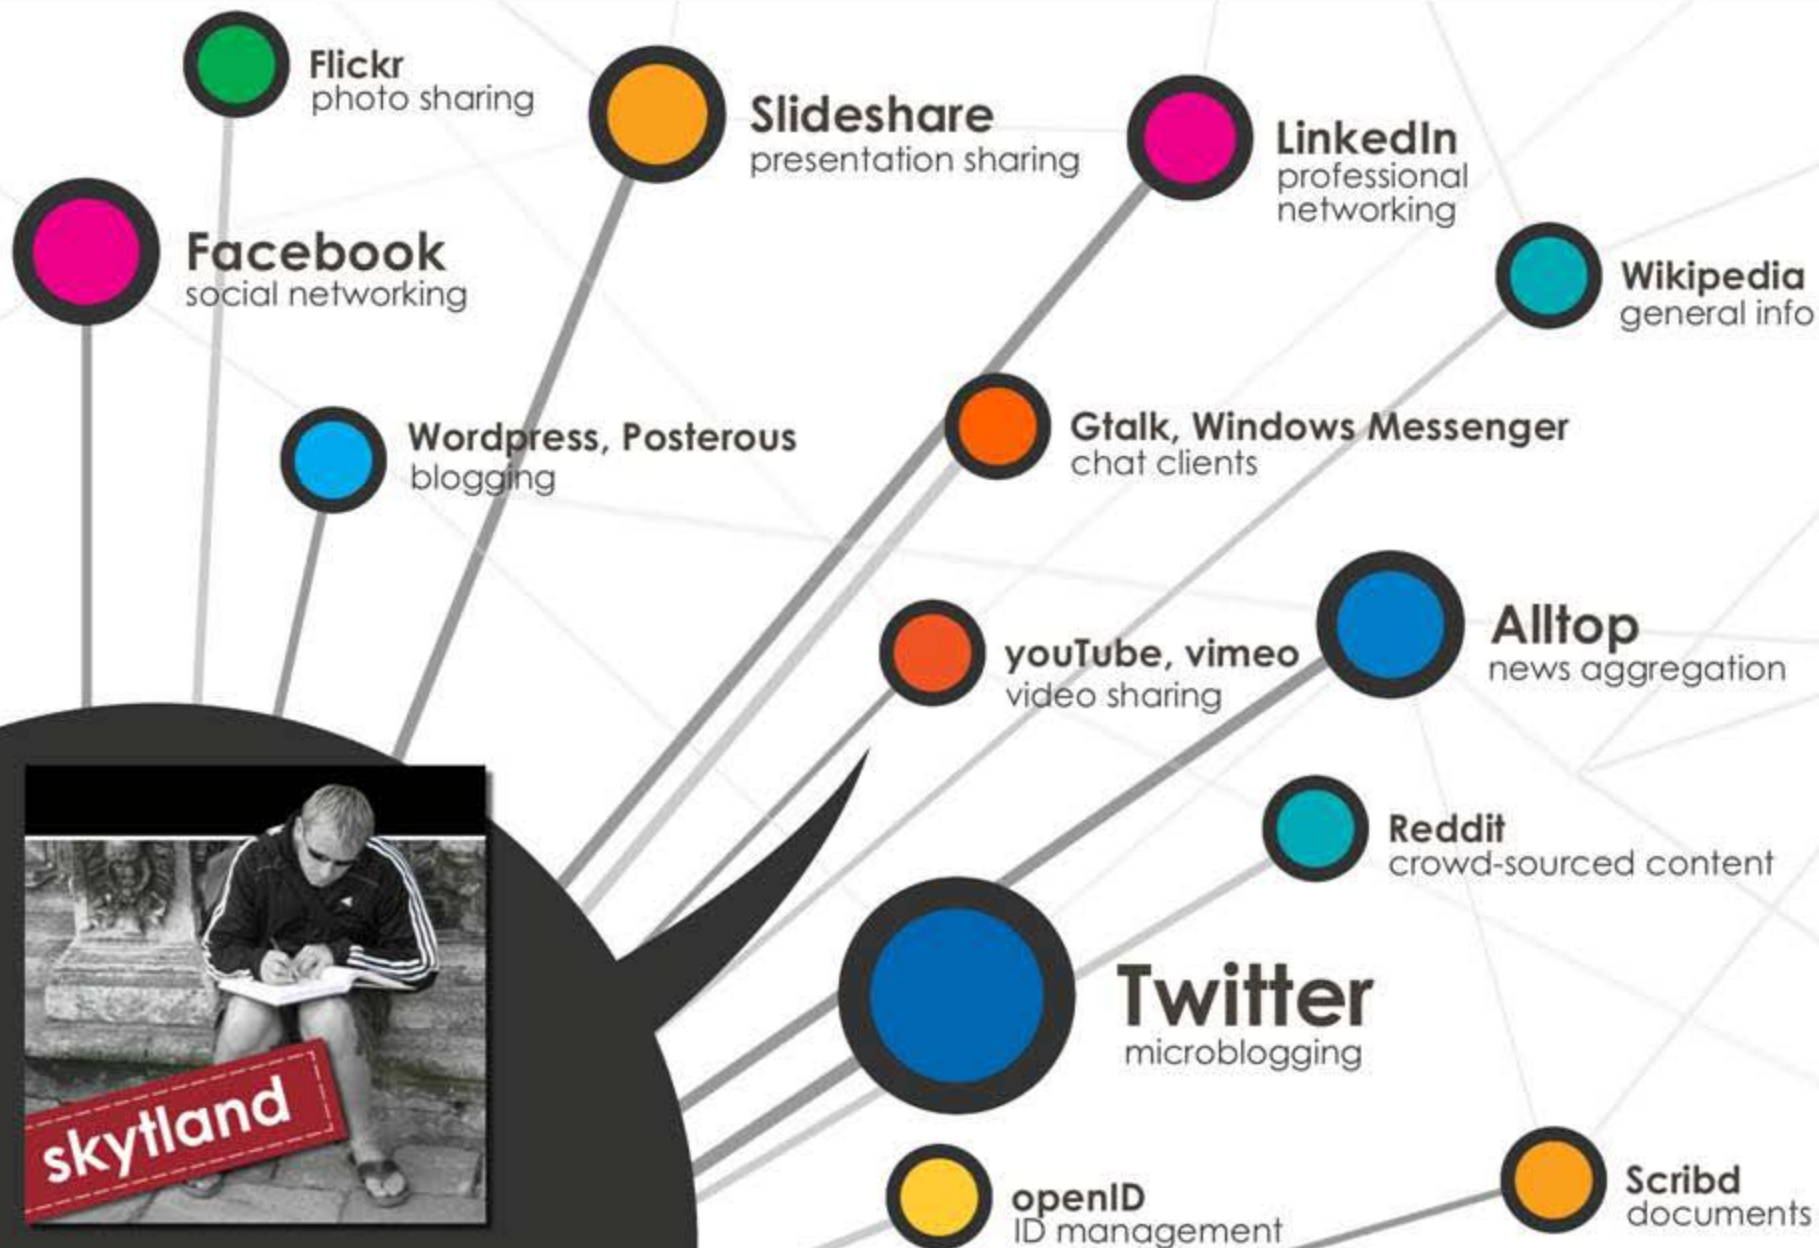 Flickr
photo sharing
Slideshare
presentation sharing
LinkedIn
professional
networking
Facebook
social networking
Wikipedia
general info
Wordpress, Posterous
blogging
Gtalk, Windows Messenger
chat clients
youTube, vimeo
video sharing
Alltop
news aggregation
Reddit
crowd-sourced content
Twitter
microblogging
skytland
openID
ID management
Scribd
documents